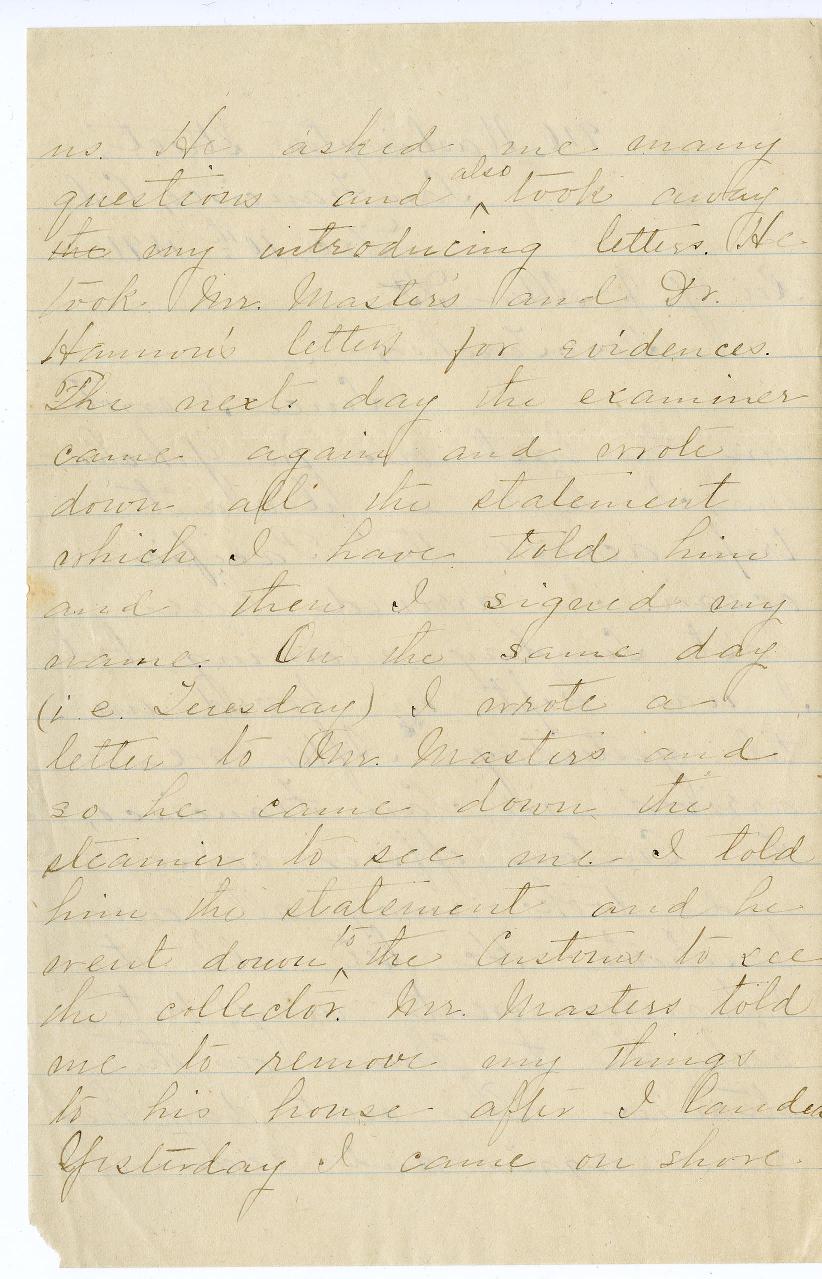 us. He asked me many
questions and ^also took away
the my introducing letters. He
took Mr. Master's and Dr.
letters for evidences.
The next day the examiner
came again and wrote
down all the statement
which I have told him
and then I signed my
name. On the same day
(i.e. Tuesday) I wrote a
letter to Mr. Masters and
so he came down the
steamer to see me. I told
him the statement and he
went down ^to the Customs to see
the collector. Mr. Masters told
me to remove my things
to his house after I landed
Yesterday I came on shore.